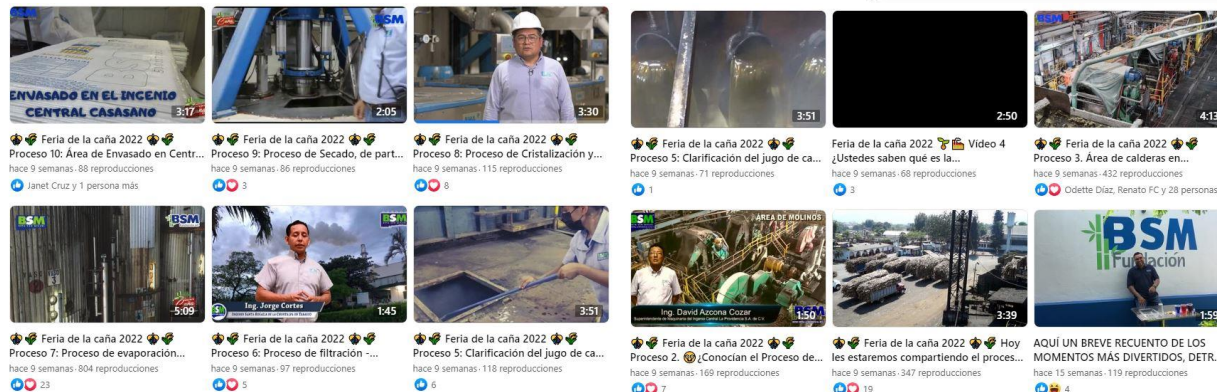 ENVASADO EN EL INGENIO
CENTRAL CASASANO
3:17
BSM
2:05
3:30
🐝🌿 Feria de la caña 2022 🐝🌿
Proceso 10: Área de Envasado en Centr...
hace 9 semanas · 88 reproducciones
Janet Cruz y 1 persona más
🐝🌿 Feria de la caña 2022 🐝🌿
Proceso 9: Proceso de Secado, de part...
hace 9 semanas · 86 reproducciones
3
🐝🌿 Feria de la caña 2022 🐝🌿
Proceso 8: Proceso de Cristalización y...
hace 9 semanas · 115 reproducciones
8
BSM
BSM
5:09
BSM
Ing. Jorge Cortes
1:45
3:51
🐝🌿 Feria de la caña 2022 🐝🌿
Proceso 7: Proceso de evaporación...
hace 9 semanas · 804 reproducciones
23
🐝🌿 Feria de la caña 2022 🐝🌿
Proceso 6: Proceso de filtración -...
hace 9 semanas · 97 reproducciones
5
🐝🌿 Feria de la caña 2022 🐝🌿
Proceso 5: Clarificación del jugo de ca...
hace 9 semanas · 118 reproducciones
6
3:51
2:50
BSM
4:13
🐝🌿 Feria de la caña 2022 🐝🌿
Proceso 5: Clarificación del jugo de ca...
hace 9 semanas · 71 reproducciones
1
🐝🌿 Feria de la caña 2022 🌱🏭 Vídeo 4
¿Ustedes saben qué es la...
hace 9 semanas · 68 reproducciones
3
🐝🌿 Feria de la caña 2022 🐝🌿
Proceso 3. Área de calderas en...
hace 9 semanas · 432 reproducciones
Odette Díaz, Renato FC y 28 personas
BSM
ÁREA DE MOLINOS
Ing. David Azcona Cozar
Superintendente de maquinaria del Ingenio Central La Providencia S.A. de C.V.
1:50
3:39
BSM
Fundación
1:59
🐝🌿 Feria de la caña 2022 🐝🌿
Proceso 2. 🦁¿Conocían el Proceso de...
hace 9 semanas · 169 reproducciones
7
🐝🌿 Feria de la caña 2022 🐝🌿 Hoy
les estaremos compartiendo el proces...
hace 9 semanas · 347 reproducciones
19
AQUÍ UN BREVE RECUENTO DE LOS
MOMENTOS MÁS DIVERTIDOS, DETR.
hace 15 semanas · 119 reproducciones
4